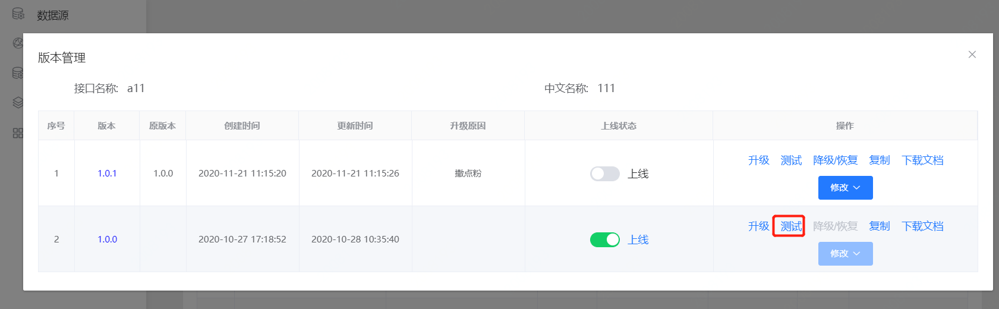 数据源
版本管理
接口名称: a11 中文名称: 111
序号 版本 原版本 创建时间 更新时间 升级原因 上线状态 操作
1 1.0.1 1.0.0 2020-11-21 11:15:20 2020-11-21 11:15:26 撒点粉 上线 升级 测试 降级/恢复 复制 下载文档
修改
2 1.0.0 2020-10-27 17:18:52 2020-10-28 10:35:40 上线 升级 测试 降级/恢复 复制 下载文档
修改